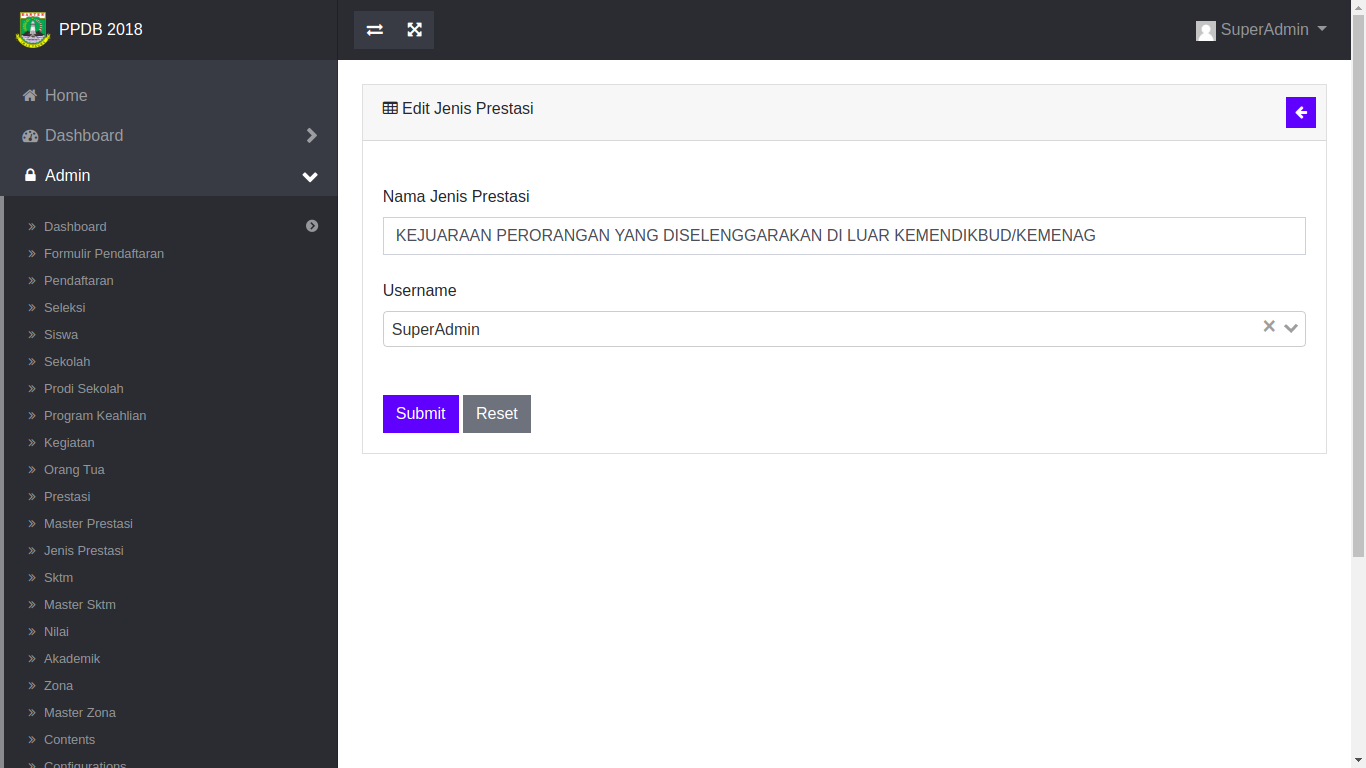 PPDB 2018
SuperAdmin
Home
Dashboard
Admin
Dashboard
Formulir Pendaftaran
Pendaftaran
Seleksi
Siswa
Sekolah
Prodi Sekolah
Program Keahlian
Kegiatan
Orang Tua
Prestasi
Master Prestasi
Jenis Prestasi
Sktm
Master Sktm
Nilai
Akademik
Zona
Master Zona
Contents
Configurations
Edit Jenis Prestasi
Nama Jenis Prestasi
KEJUARAAN PERORANGAN YANG DISELENGGARAKAN DI LUAR KEMENDIKBUD/KEMENAG
Username
SuperAdmin
Submit Reset